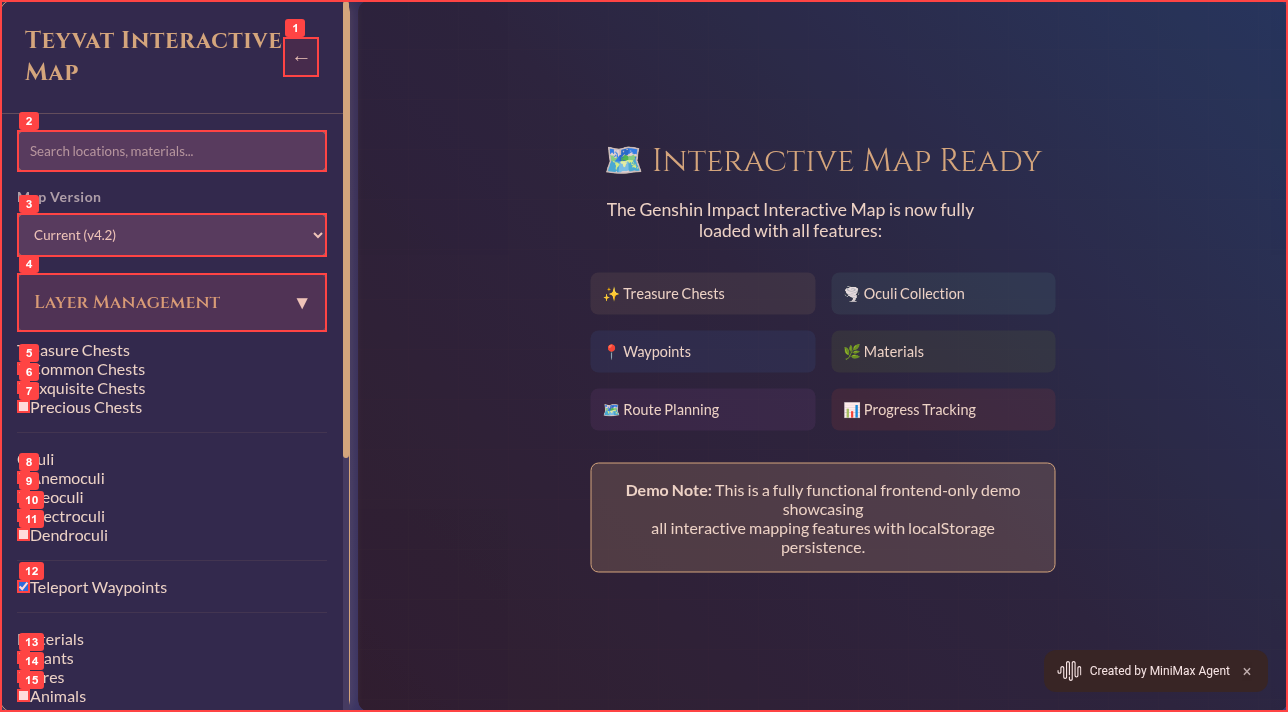 Teyvat Interactive
Map
1
←
2
Search locations, materials...
Map Version
3
Current (v4.2)
4
Layer Management ▼
5 Treasure Chests
6 Common Chests
7 Exquisite Chests
Precious Chests
8 Oculi
9 Anemoculi
10 Geoculi
11 Electroculi
Dendroculi
12
Teleport Waypoints
13 Materials
14 Plants
15 Ores
Animals
Interactive Map Ready
The Genshin Impact Interactive Map is now fully
loaded with all features:
✨ Treasure Chests
🌪️ Oculi Collection
📍 Waypoints
🌿 Materials
🗺️ Route Planning
📊 Progress Tracking
Demo Note: This is a fully functional frontend-only demo
showcasing
all interactive mapping features with localStorage
persistence.
Created by MiniMax Agent ×